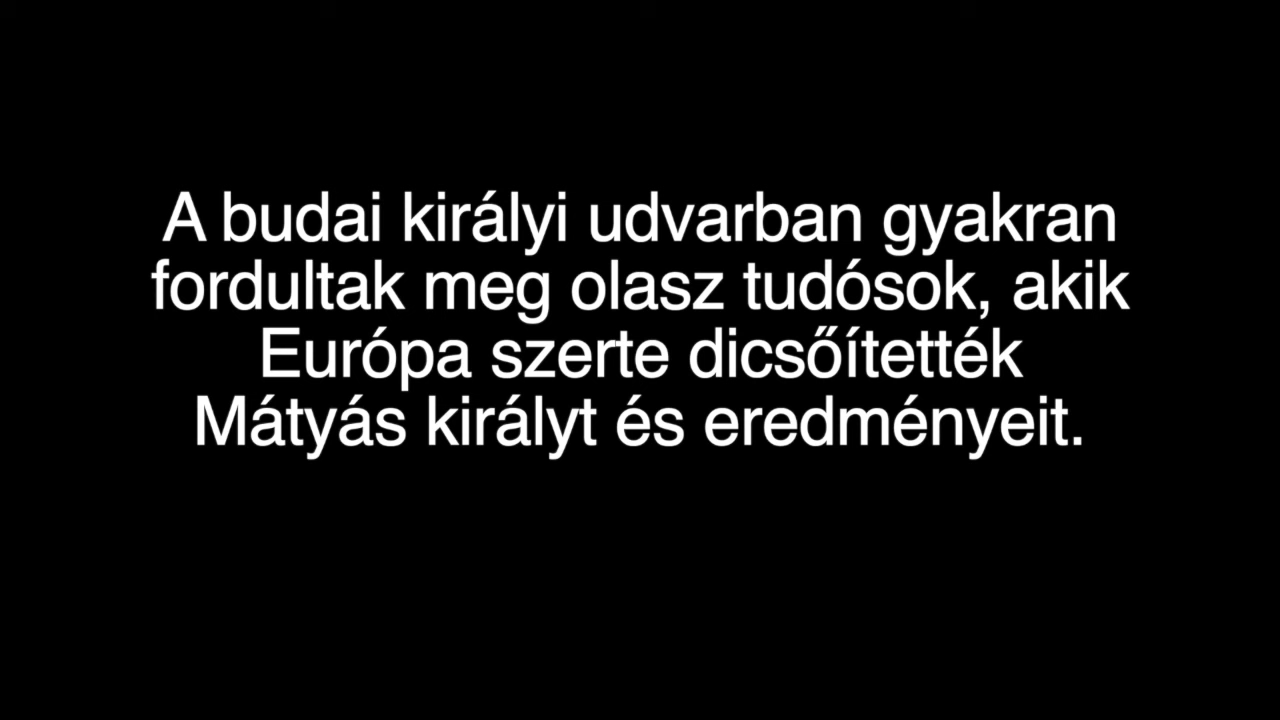 A budai királyi udvarban gyakran
fordultak meg olasz tudósok, akik
Európa szerte dicsőítették
Mátyás királyt és eredményeit.